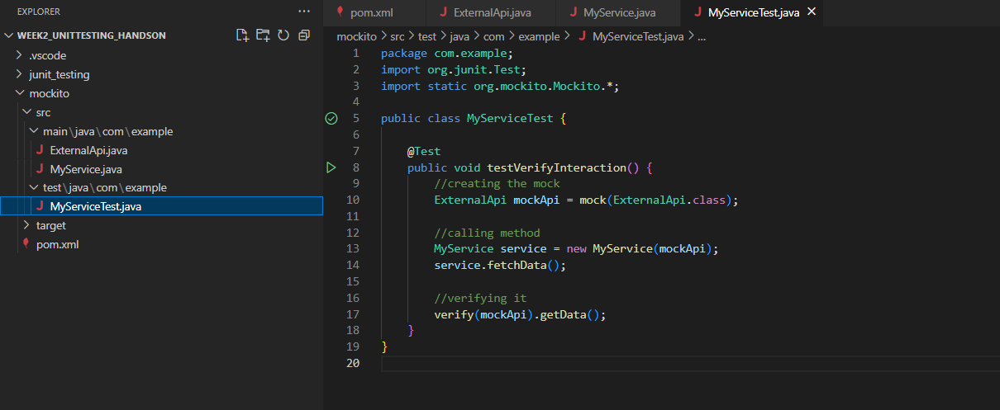 EXPLORER
WEEK2_UNITTESTING_HANDSON
.vscode
junit_testing
mockito
src
main\java\com\example
J ExternalApi.java
J MyService.java
test\java\com\example
J MyServiceTest.java
target
pom.xml
pom.xml J ExternalApi.java J MyService.java J MyServiceTest.java
mockito > src > test > java > com > example > J MyServiceTest.java > ...
1 package com.example;
2 import org.junit.Test;
3 import static org.mockito.Mockito.*;
4
5 public class MyServiceTest {
6
7 @Test
8 public void testVerifyInteraction() {
9 //creating the mock
10 ExternalApi mockApi = mock(ExternalApi.class);
11
12 //calling method
13 MyService service = new MyService(mockApi);
14 service.fetchData();
15
16 //verifying it
17 verify(mockApi).getData();
18 }
19 }
20